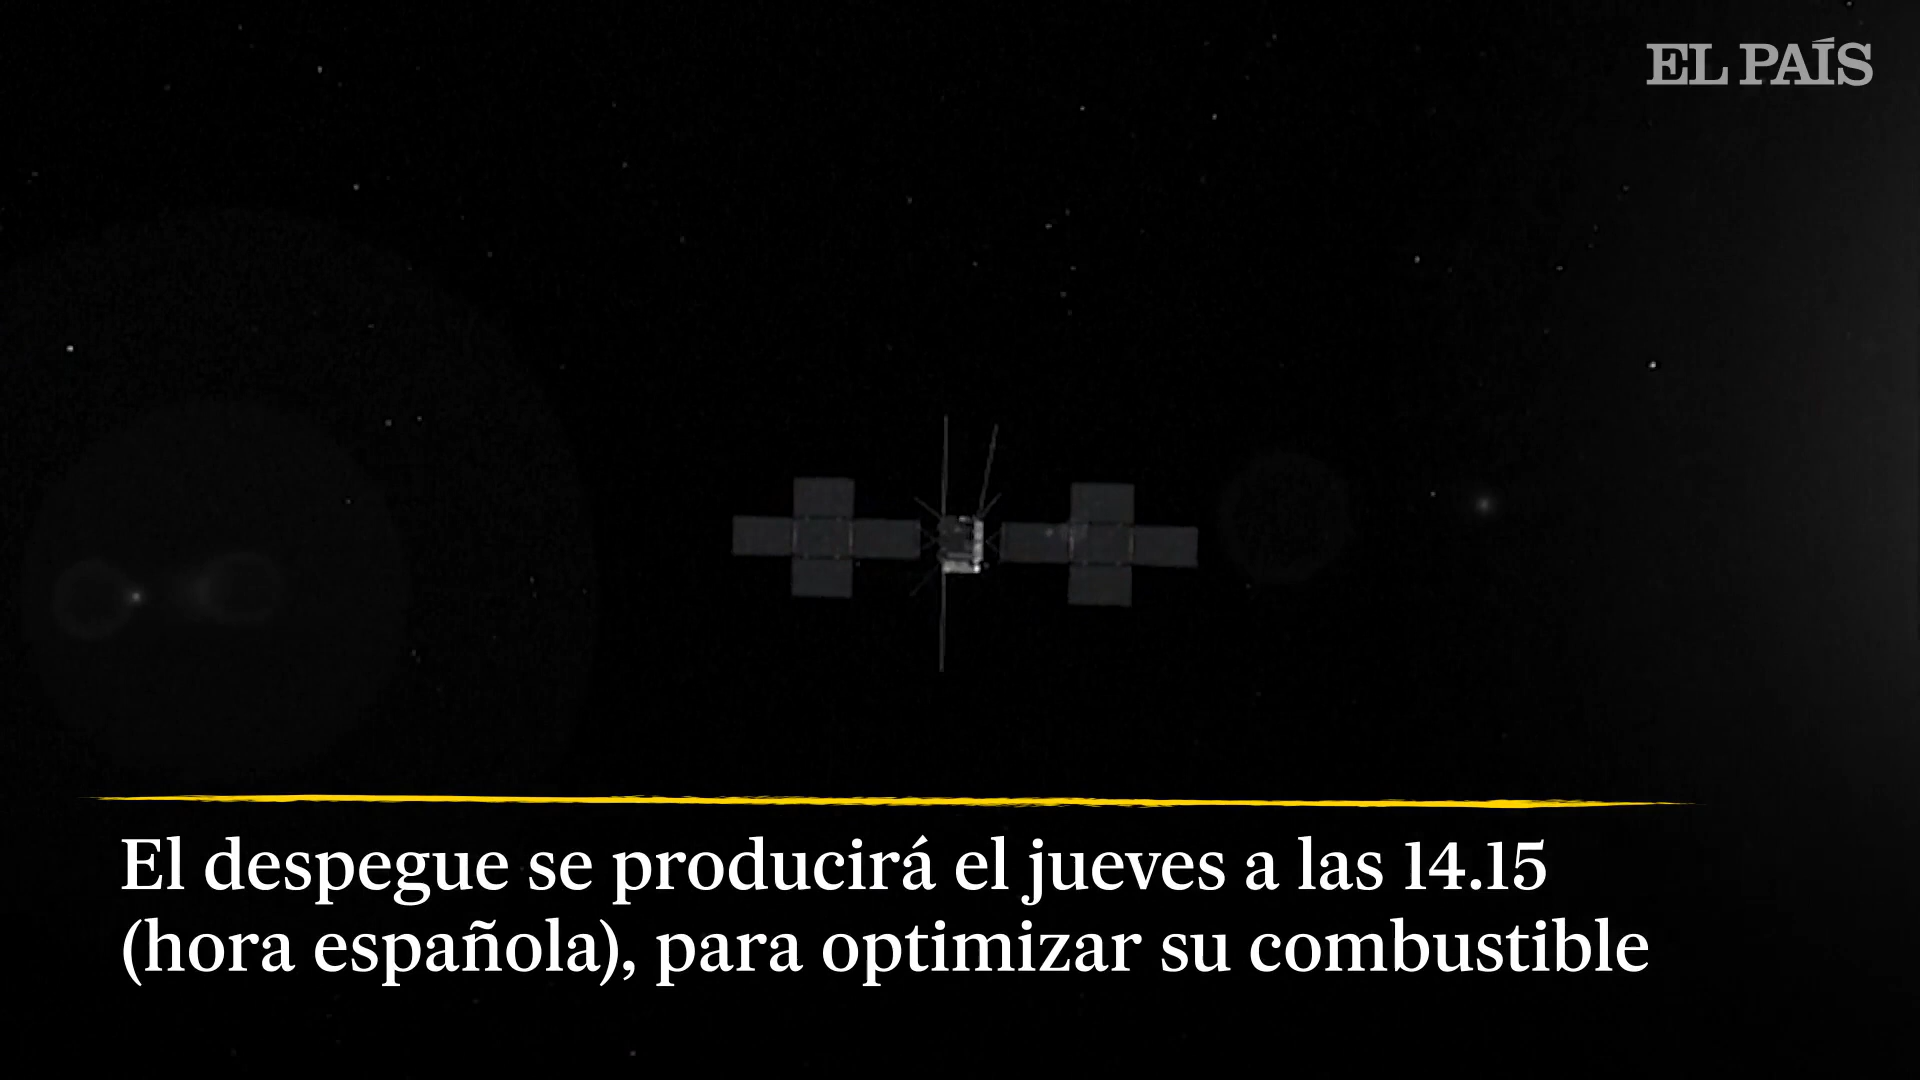 EL PAÍS
El despegue se producirá el jueves a las 14.15
(hora española), para optimizar su combustible